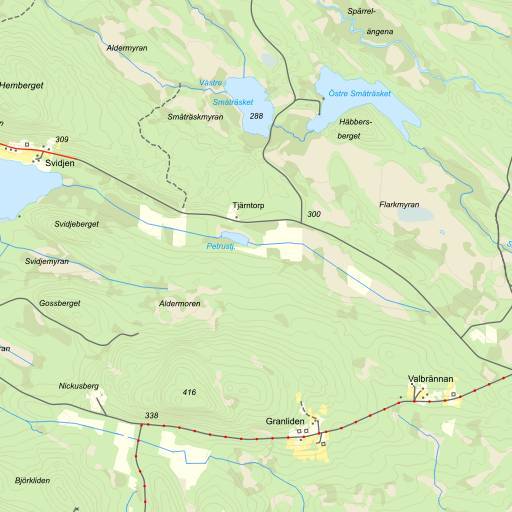 Spärrel-
ängena
Aldermyran
Hemberget
Västra
Småträsket
Östre Småträsket
Småträskmyran
288
Häbbers-
berget
309
Svidjen
Tjärntorp
300
Flarkmyran
Svidjeberget
Petrustj.
Svidjemyran
Gossberget
Aldermoren
Nickusberg
416
Valbrännan
338
Granliden
Björkliden